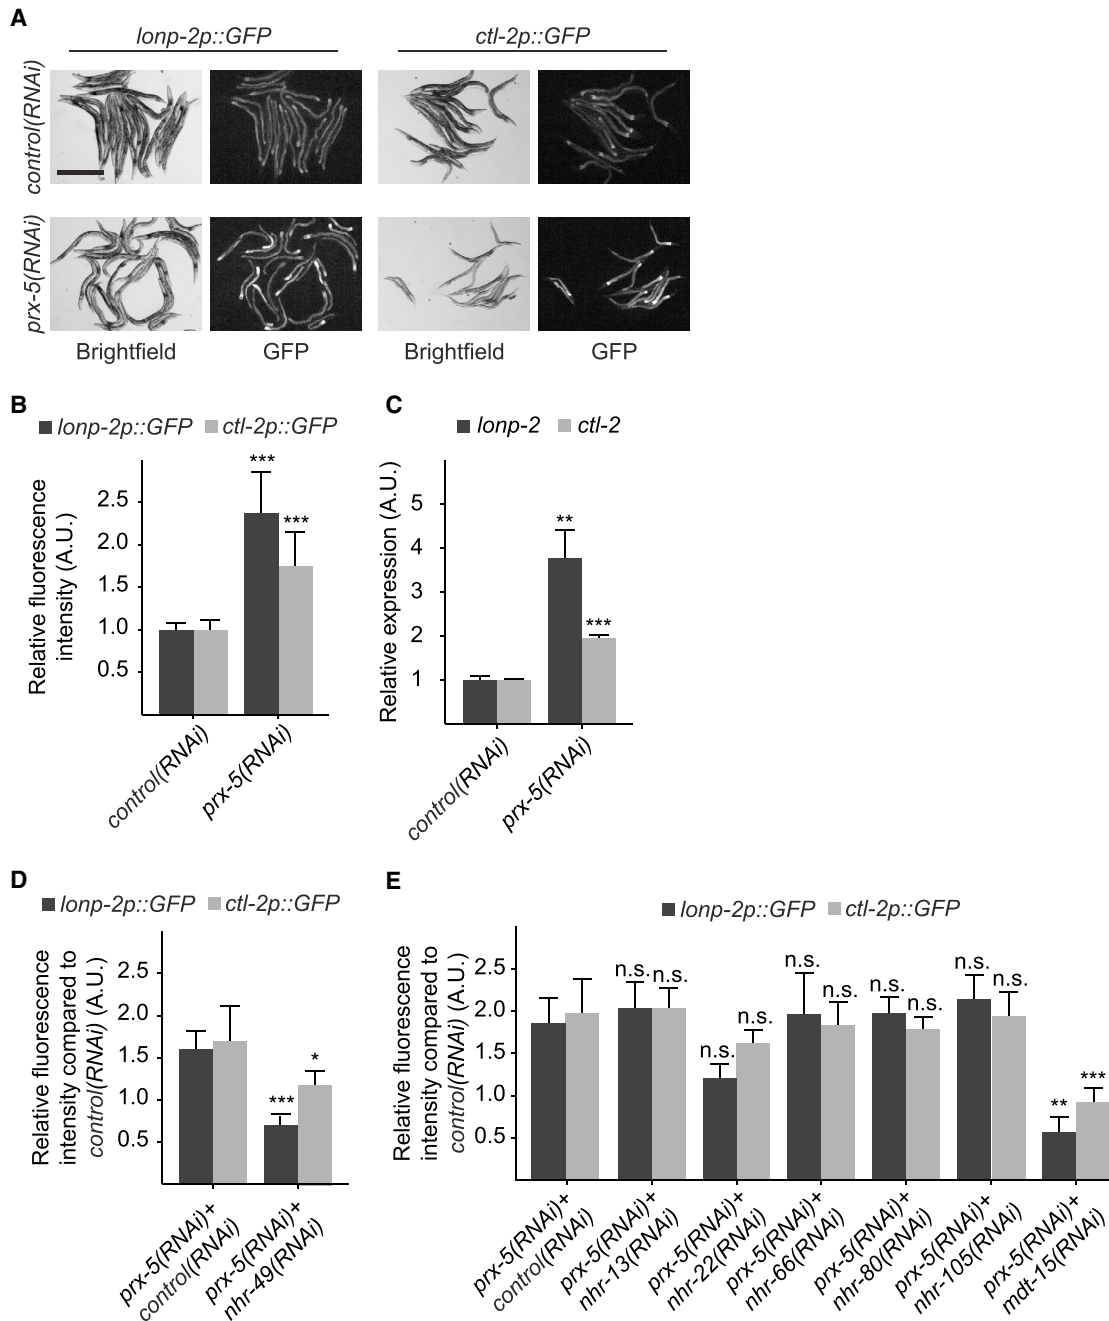 A
lonp-2p::GFP
ctl-2p::GFP
control(RNAi)
prx-5(RNAi)
Brightfield
GFP
Brightfield
GFP
B
lonp-2p::GFP
ctl-2p::GFP
Relative fluorescence
intensity (A.U.)
2.5
2.0
1.5
1.0
0.5
***
***
control(RNAi)
prx-5(RNAi)
C
lonp-2
ctl-2
Relative expression (A.U.)
5
4
3
2
1
**
***
control(RNAi)
prx-5(RNAi)
D
lonp-2p::GFP
ctl-2p::GFP
Relative fluorescence
intensity compared to
control(RNAi) (A.U.)
2.5
2.0
1.5
1.0
0.5
***
*
prx-5(RNAi)+
control(RNAi)
prx-5(RNAi)+
nhr-49(RNAi)
E
lonp-2p::GFP
ctl-2p::GFP
Relative fluorescence
intensity compared to
control(RNAi) (A.U.)
2.5
2.0
1.5
1.0
0.5
n.s.
n.s.
n.s.
n.s.
n.s.
n.s.
n.s.
n.s.
n.s.
n.s.
**
***
prx-5(RNAi)+
control(RNAi)
prx-5(RNAi)+
nhr-13(RNAi)
prx-5(RNAi)+
nhr-22(RNAi)
prx-5(RNAi)+
nhr-66(RNAi)
prx-5(RNAi)+
nhr-80(RNAi)
prx-5(RNAi)+
nhr-105(RNAi)
prx-5(RNAi)+
mdt-15(RNAi)